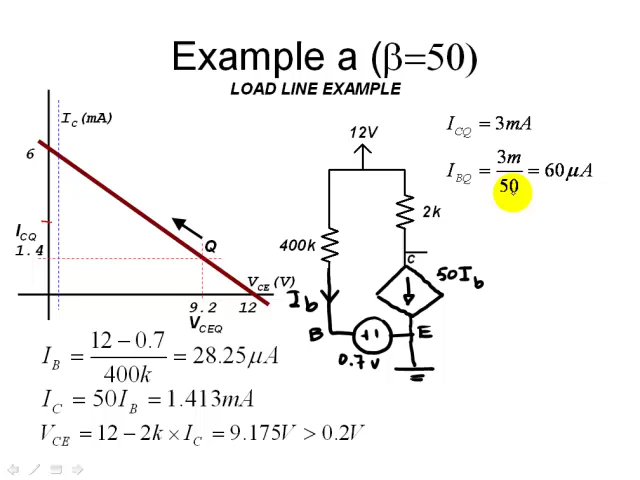 Example a (β=50)
LOAD LINE EXAMPLE
I_C (mA)
6
I_CQ
1.4
Q
V_CE (V)
9.2 12
V_CEQ
12V
2k
400k
C
50I_b
I_b
B
E
0.7V
I_CQ = 3mA
I_BQ = 3m/50 = 60μA
I_B = (12 − 0.7)/400k = 28.25μA
I_C = 50I_B = 1.413mA
V_CE = 12 − 2k × I_C = 9.175V > 0.2V